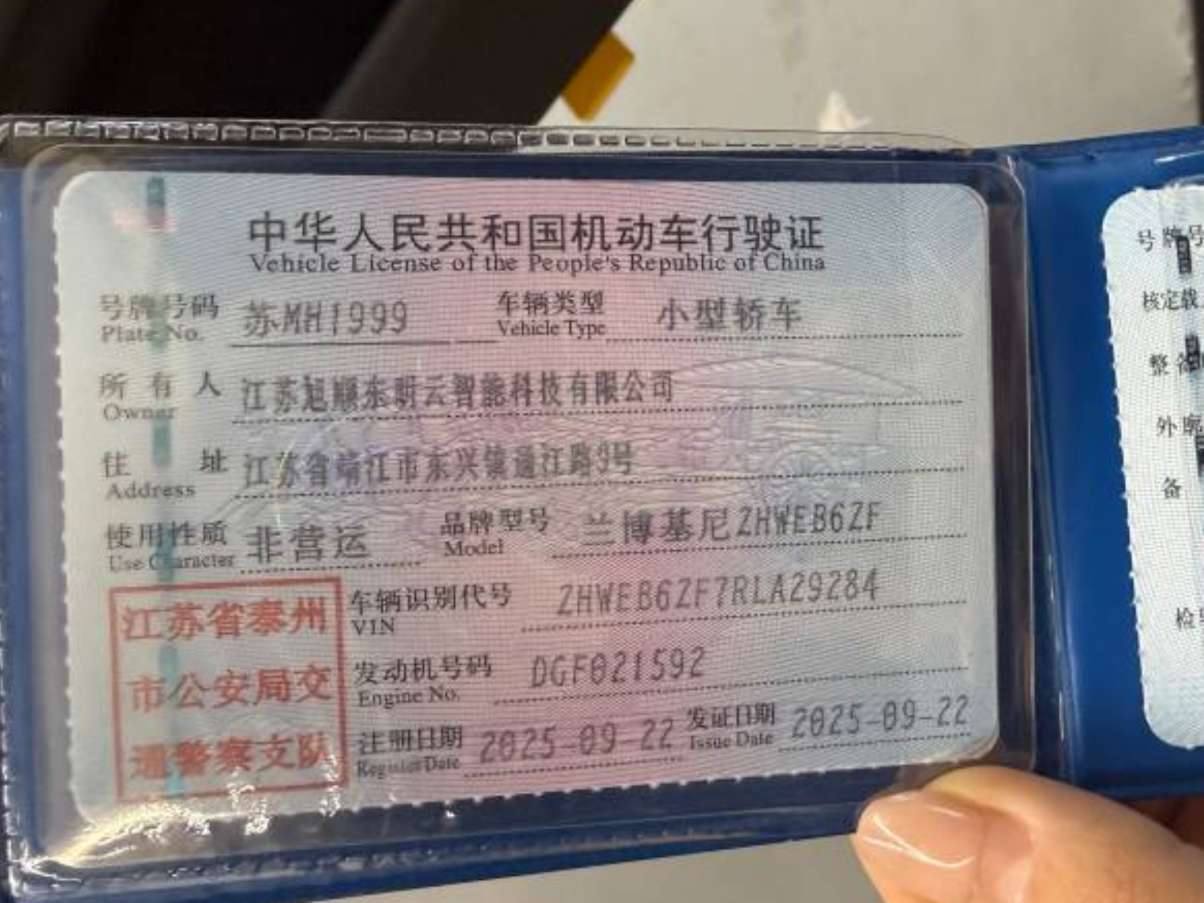 中华人民共和国机动车行驶证
Vehicle License of the People's Republic of China
号牌号码 苏MH1999 车辆类型 小型轿车
Plate No. Vehicle Type
所有人 江苏旭顺东明云智能科技有限公司
Owner
住址 江苏省靖江市东兴镇通江路9号
Address
使用性质 非营运 品牌型号 兰博基尼ZHWEB6ZF
Use Character Model
车辆识别代号 ZHWEB6ZF7RLA29284
VIN
发动机号码 DGF021592
Engine No.
注册日期 2025-09-22 发证日期 2025-09-22
Register Date Issue Date
江苏省泰州
市公安局交
通警察支队
号牌号
核定载
整备
外廓
备
检验